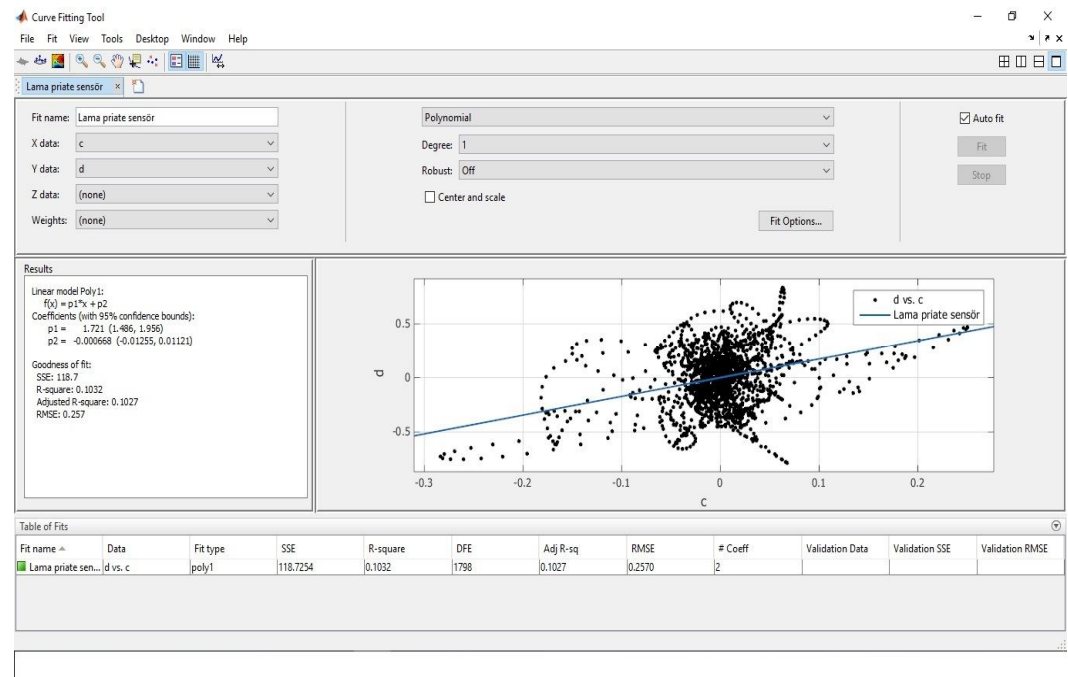 Curve Fitting Tool
File Fit View Tools Desktop Window Help
Lama priate sensör
Fit name: Lama priate sensör
X data: c
Y data: d
Z data: (none)
Weights: (none)
Polynomial
Degree: 1
Robust: Off
Center and scale
Fit Options...
Auto fit
Fit
Stop
Results
Linear model Poly1:
f(x) = p1*x + p2
Coefficients (with 95% confidence bounds):
p1 = 1.721 (1.486, 1.956)
p2 = -0.000668 (-0.01255, 0.01121)
Goodness of fit:
SSE: 118.7
R-square: 0.1032
Adjusted R-square: 0.1027
RMSE: 0.257
d vs. c
Lama priate sensör
0.5
0
-0.5
d
-0.3 -0.2 -0.1 0 0.1 0.2
c
Table of Fits
Fit name Data Fit type SSE R-square DFE Adj R-sq RMSE # Coeff Validation Data Validation SSE Validation RMSE
Lama priate sen... d vs. c poly1 118.7254 0.1032 1798 0.1027 0.2570 2